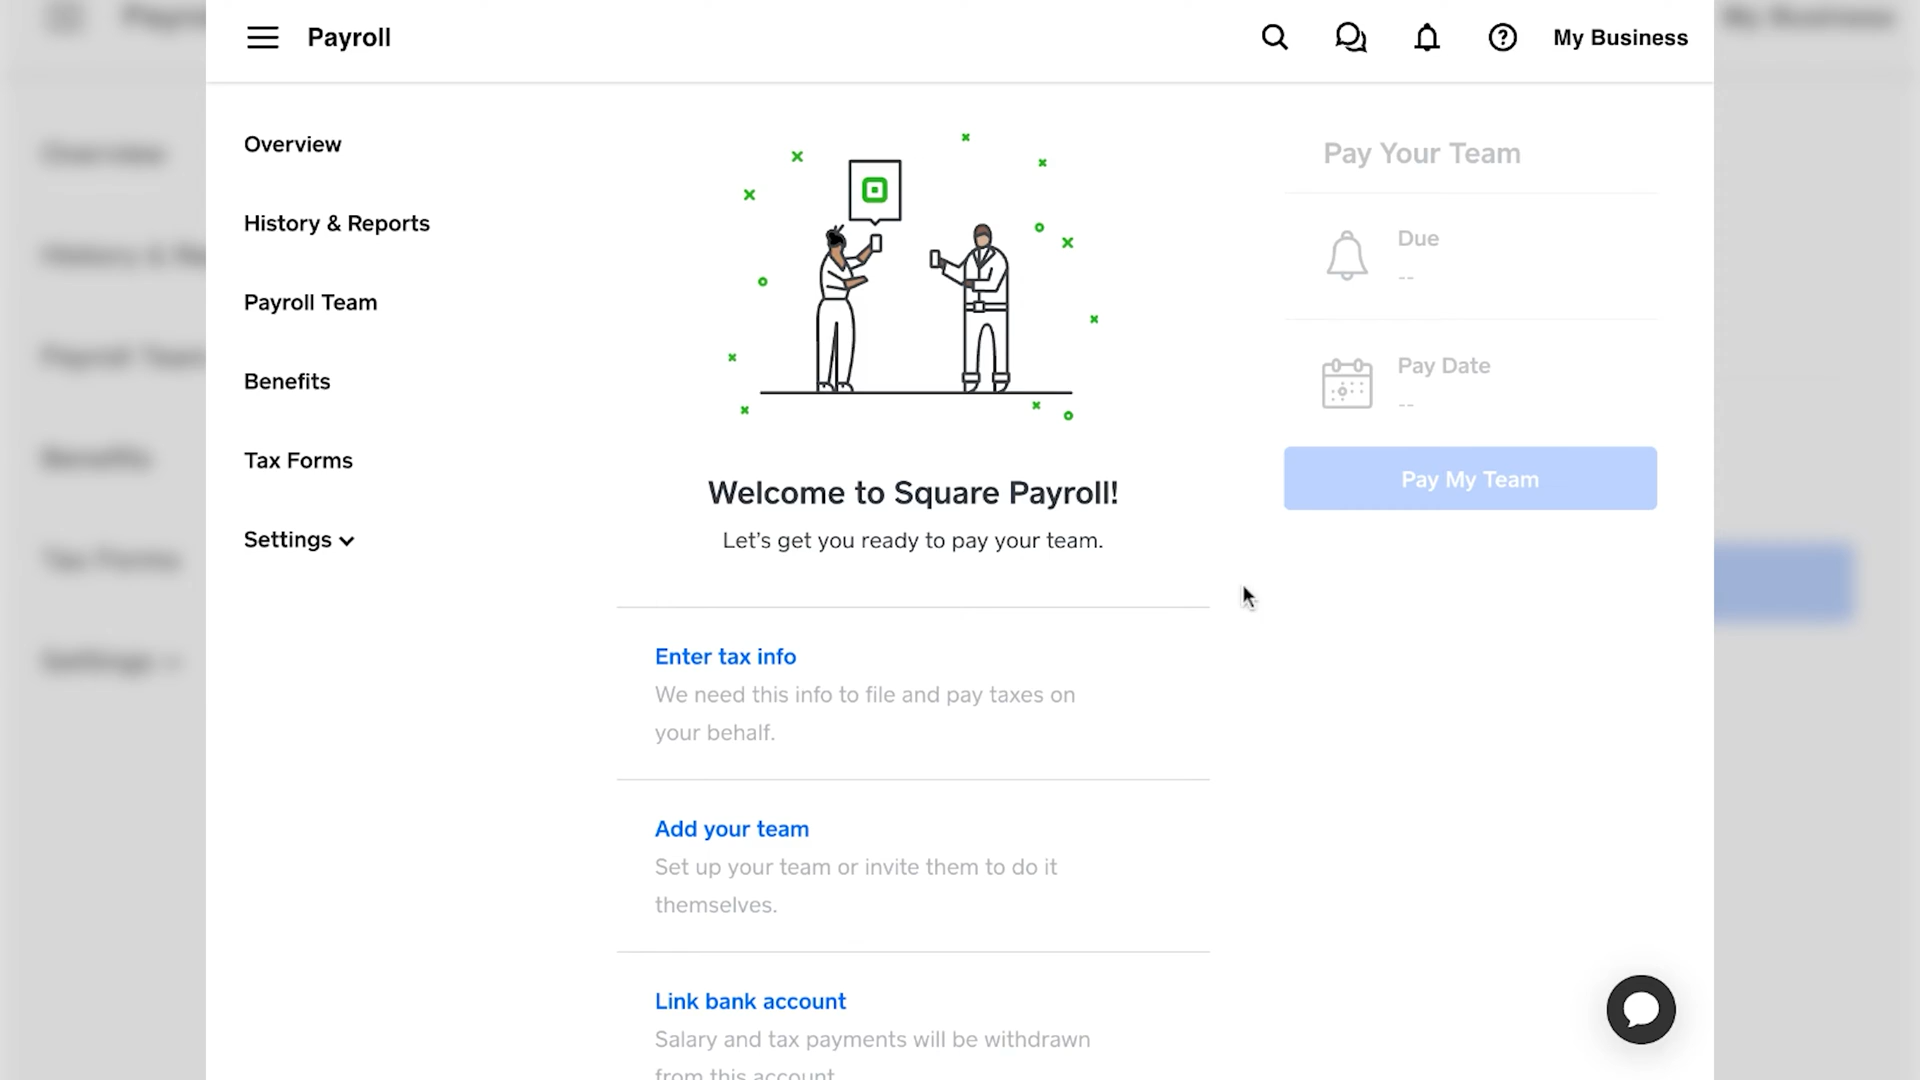 Payroll
My Business
Overview
History & Reports
Payroll Team
Benefits
Tax Forms
Settings
Welcome to Square Payroll!
Let’s get you ready to pay your team.
Enter tax info
We need this info to file and pay taxes on
your behalf.
Add your team
Set up your team or invite them to do it
themselves.
Link bank account
Salary and tax payments will be withdrawn
from this account
Pay Your Team
Due
--
Pay Date
--
Pay My Team